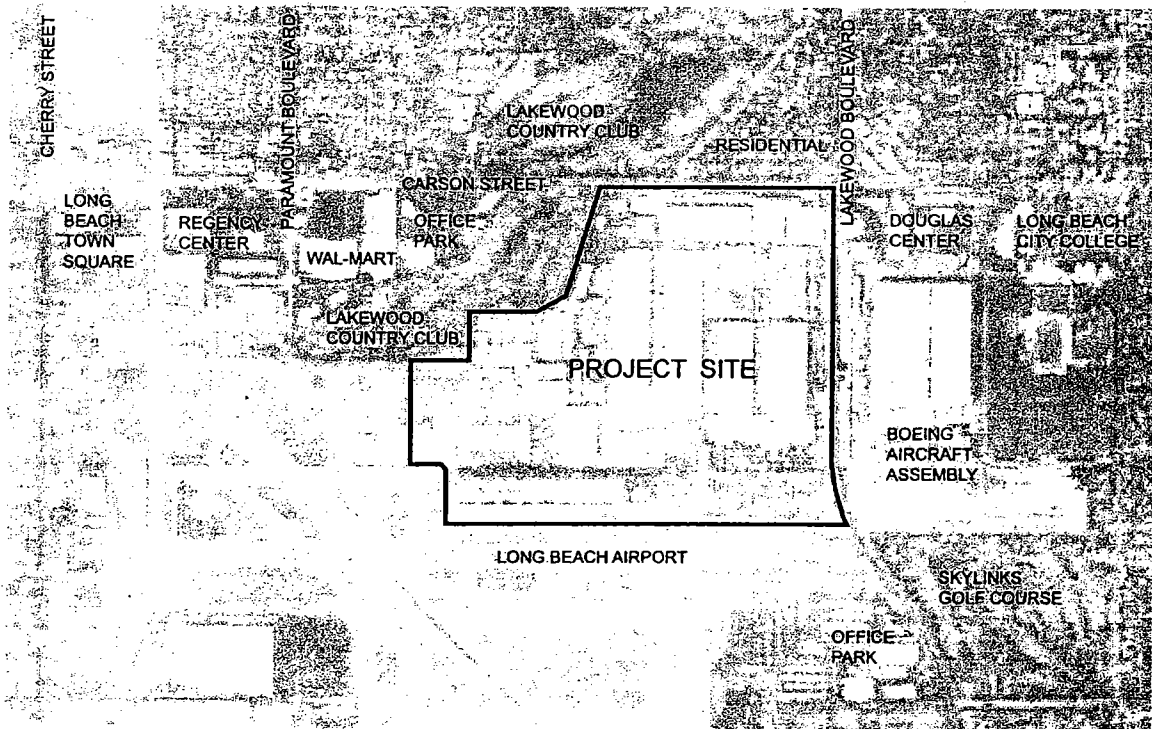 CHERRY STREET
PARAMOUNT BOULEVARD
LAKEWOOD BOULEVARD
LAKEWOOD
COUNTRY CLUB
RESIDENTIAL
CARSON STREET
LONG
BEACH
TOWN
SQUARE
REGENCY
CENTER
OFFICE
PARK
WAL-MART
DOUGLAS
CENTER
LONG BEACH
CITY COLLEGE
LAKEWOOD
COUNTRY CLUB
PROJECT SITE
BOEING
AIRCRAFT
ASSEMBLY
LONG BEACH AIRPORT
SKYLINKS
GOLF COURSE
OFFICE
PARK